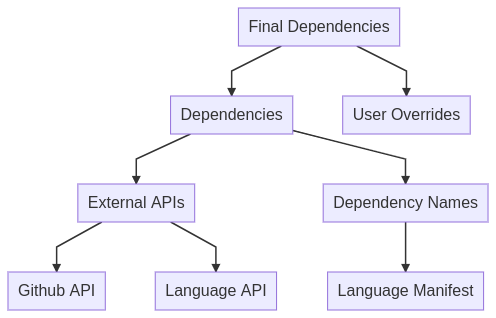 Final Dependencies
Dependencies
User Overrides
External APIs
Dependency Names
Github API
Language API
Language Manifest